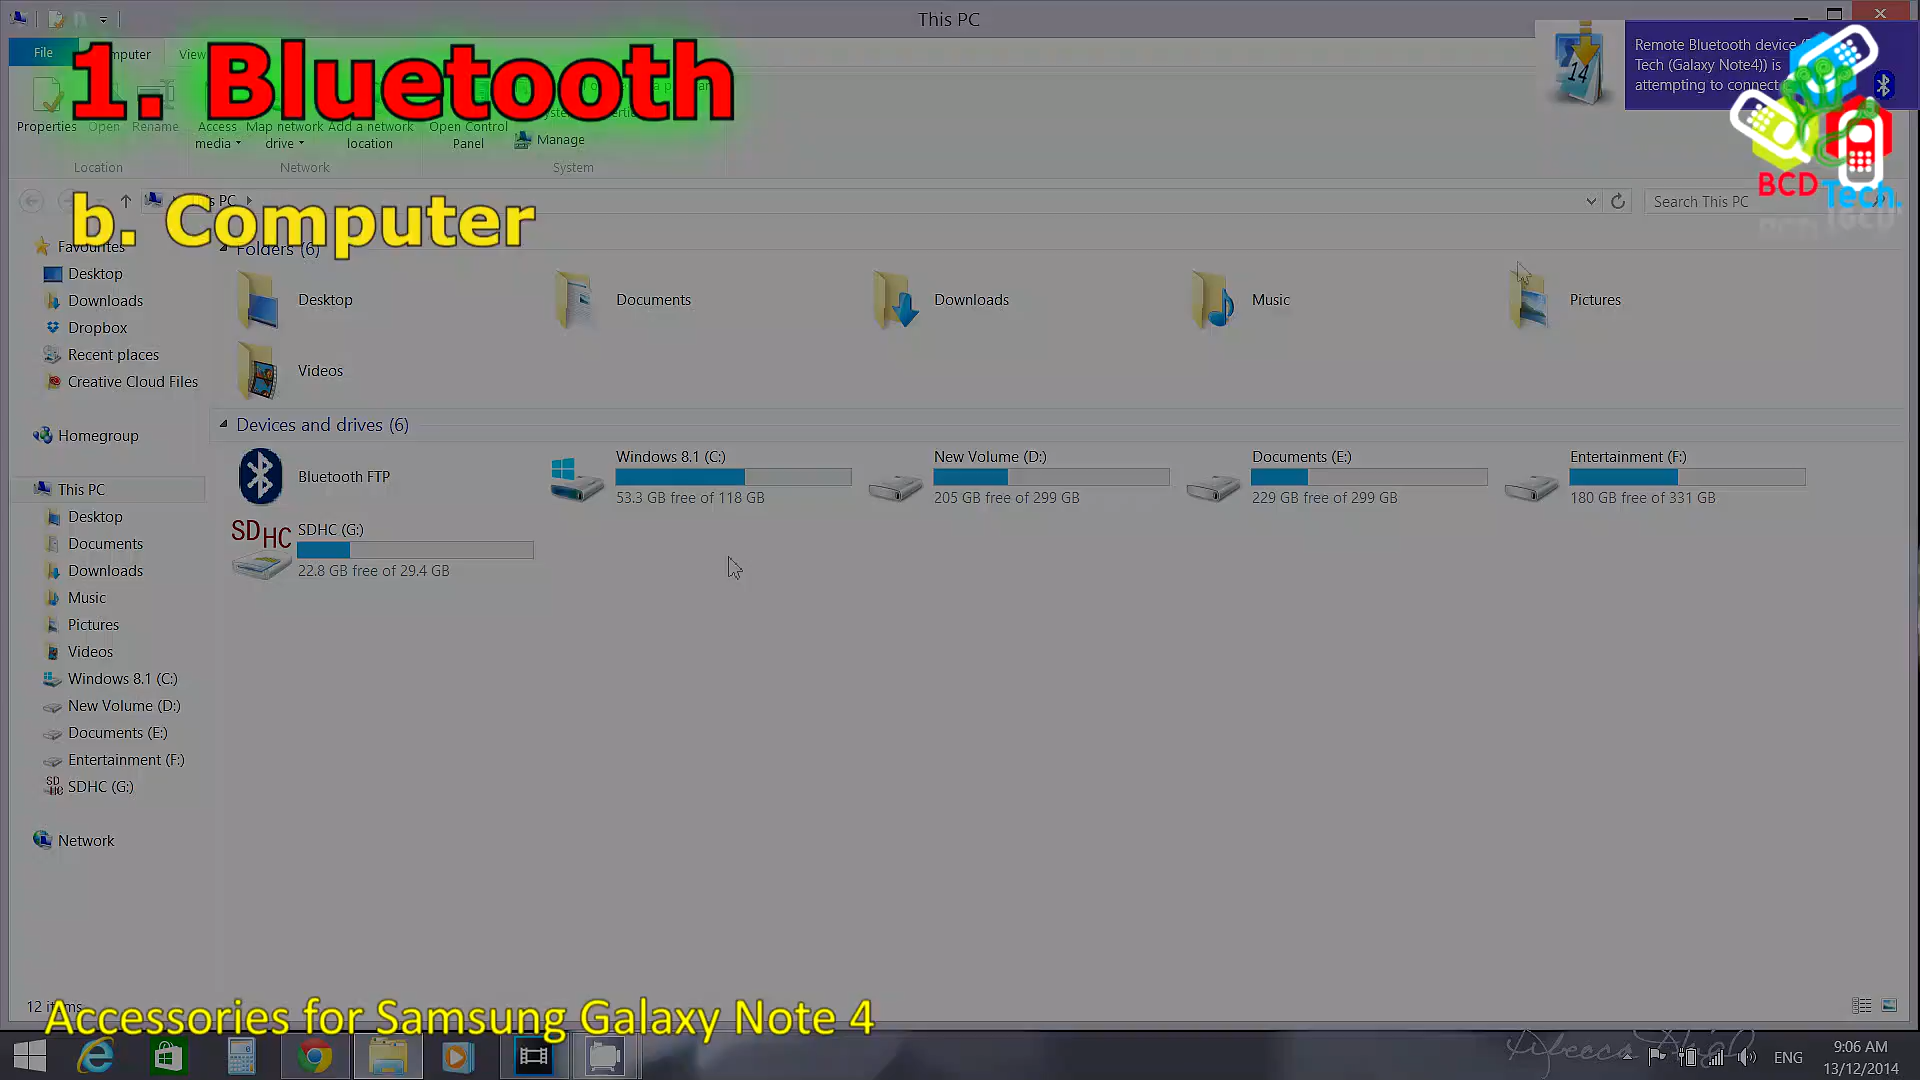 This PC
File
View
1. Bluetooth
Remote Bluetooth device
Tech (Galaxy Note4)) is
attempting to connect
14
BCD Tech.
Properties
Open
Rename
Access media
Map network drive
Add a network location
Open Control Panel
Manage
Location
Network
System
Search This PC
b. Computer
Favourites
Desktop
Downloads
Dropbox
Recent places
Creative Cloud Files
Homegroup
This PC
Desktop
Documents
Downloads
Music
Pictures
Videos
Windows 8.1 (C:)
New Volume (D:)
Documents (E:)
Entertainment (F:)
SDHC (G:)
Network
Folders (6)
Desktop
Documents
Downloads
Music
Pictures
Videos
Devices and drives (6)
Bluetooth FTP
Windows 8.1 (C:)
53.3 GB free of 118 GB
New Volume (D:)
205 GB free of 299 GB
Documents (E:)
229 GB free of 299 GB
Entertainment (F:)
180 GB free of 331 GB
SDHC
SDHC (G:)
22.8 GB free of 29.4 GB
Accessories for Samsung Galaxy Note 4
ENG
9:06 AM
13/12/2014